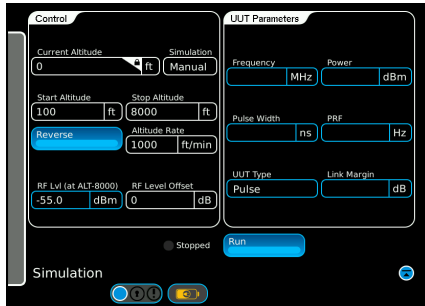 Control
Current Altitude
Simulation
0 ft
Manual
Start Altitude
Stop Altitude
100 ft
8000 ft
Reverse
Altitude Rate
1000 ft/min
RF Lvl (at ALT-8000)
RF Level Offset
-55.0 dBm
0 dB
UUT Parameters
Frequency
Power
MHz
dBm
Pulse Width
PRF
ns
Hz
UUT Type
Link Margin
Pulse
dB
Stopped
Run
Simulation